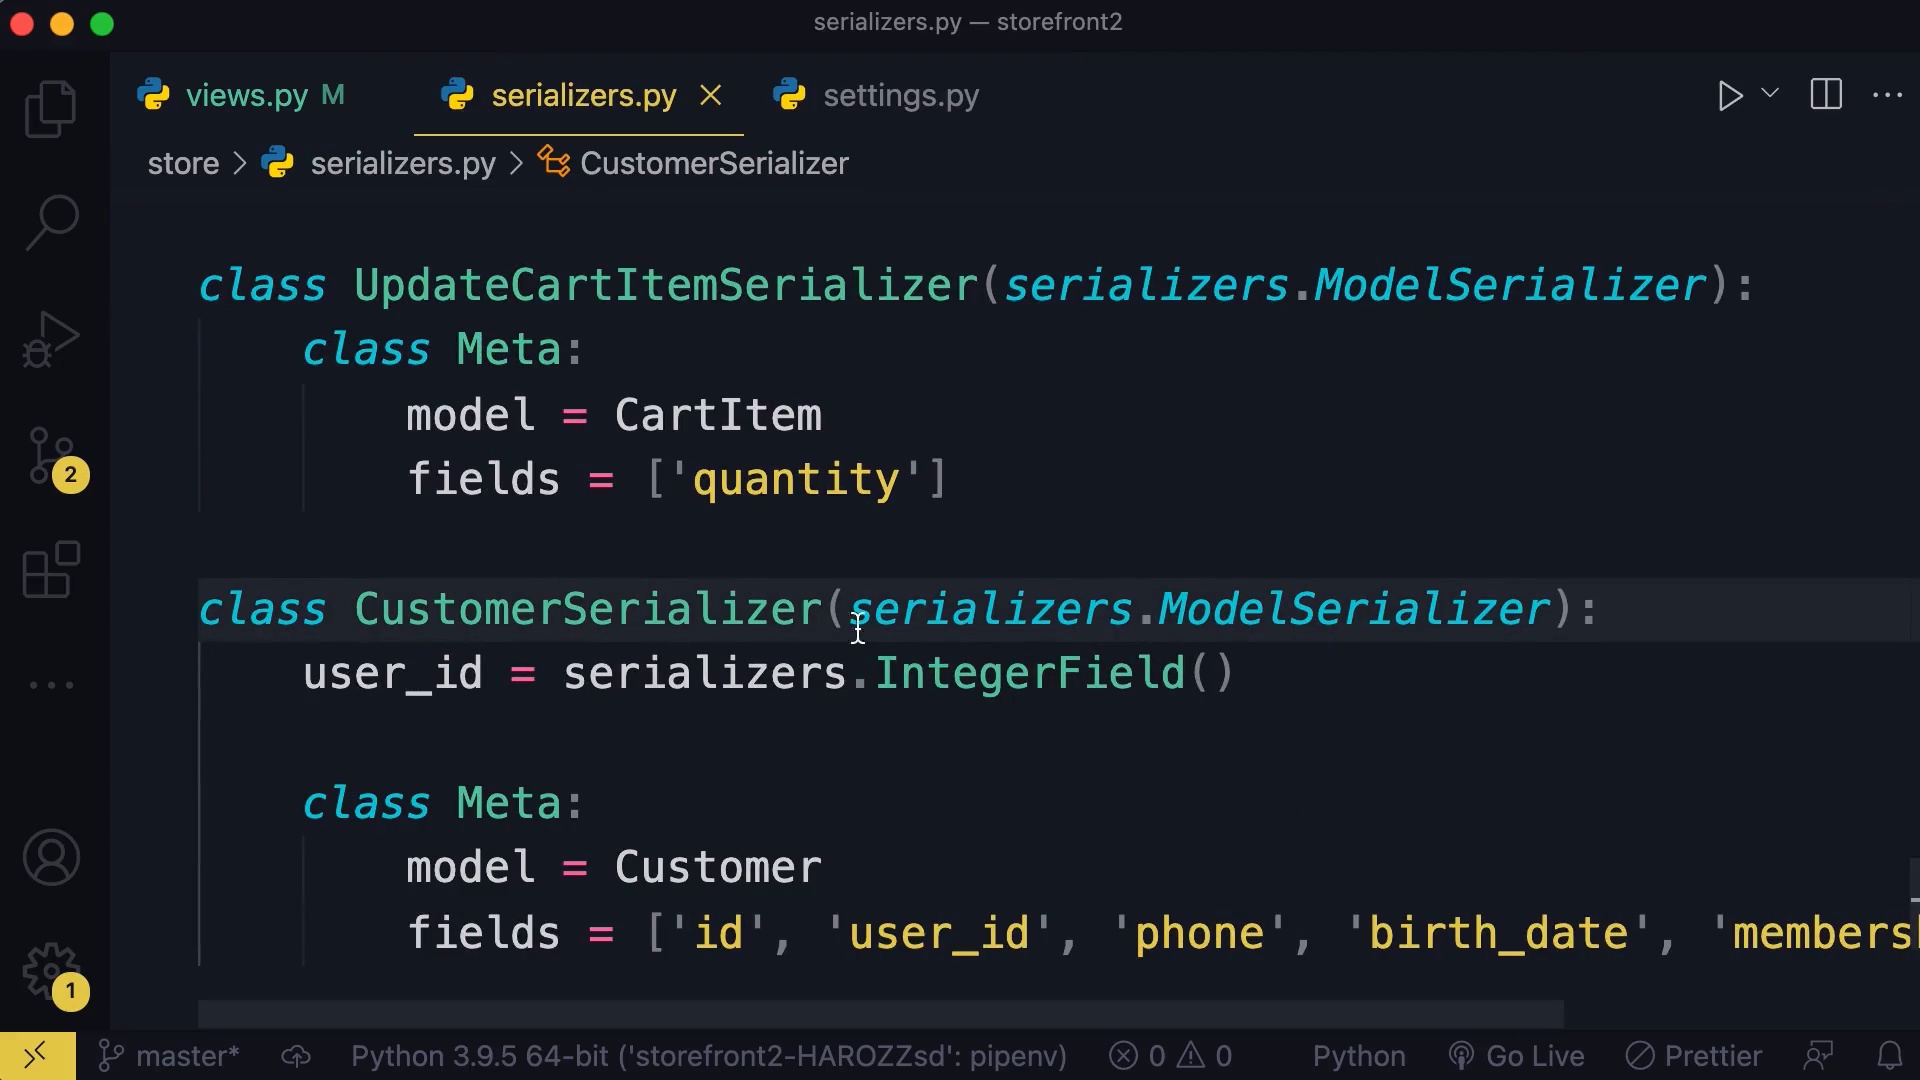 serializers.py — storefront2
views.py M serializers.py settings.py
store > serializers.py > CustomerSerializer
class UpdateCartItemSerializer(serializers.ModelSerializer):
class Meta:
model = CartItem
fields = ['quantity']
class CustomerSerializer(serializers.ModelSerializer):
user_id = serializers.IntegerField()
class Meta:
model = Customer
fields = ['id', 'user_id', 'phone', 'birth_date', 'members
2
1
master* Python 3.9.5 64-bit ('storefront2-HAROZZsd': pipenv) 0 0 Python Go Live Prettier